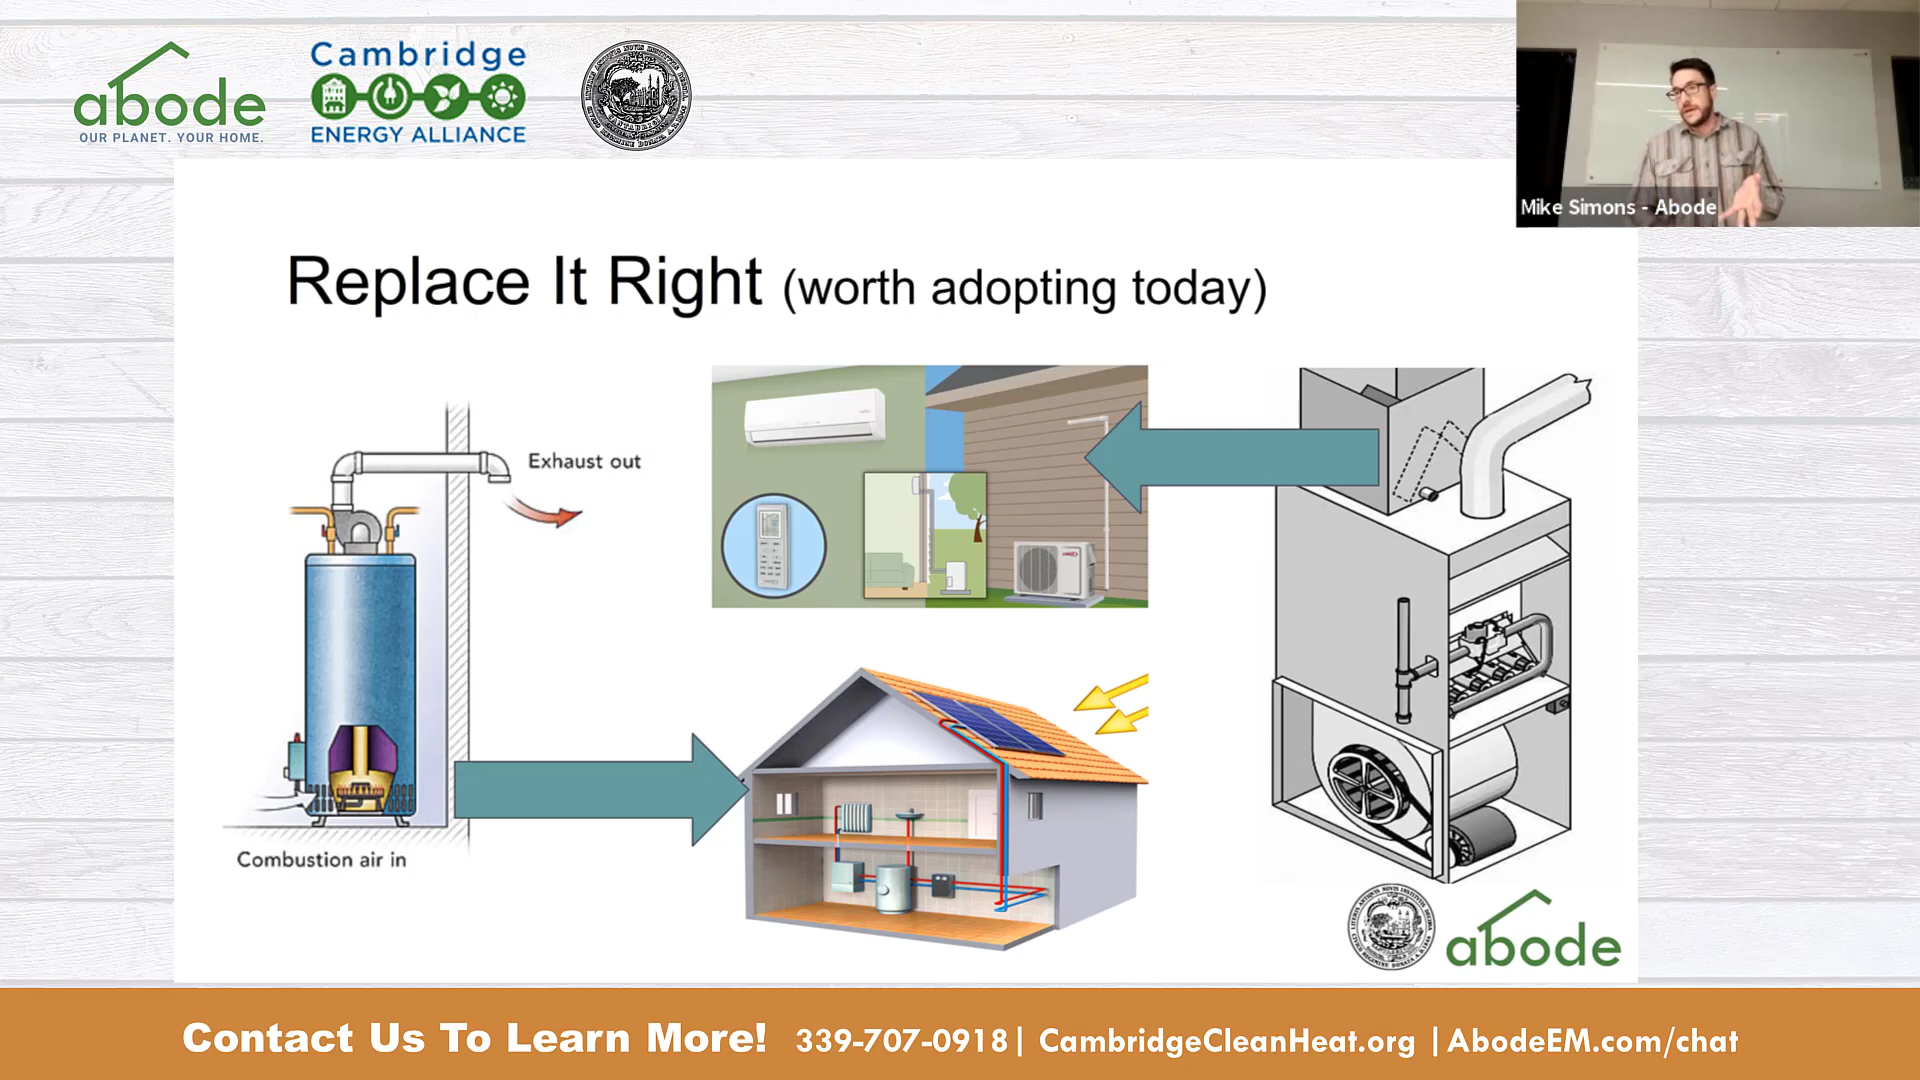 abode
OUR PLANET. YOUR HOME.
Cambridge
ENERGY ALLIANCE
Mike Simons - Abode
Replace It Right (worth adopting today)
Exhaust out
Combustion air in
abode
Contact Us To Learn More! 339-707-0918| CambridgeCleanHeat.org |AbodeEM.com/chat